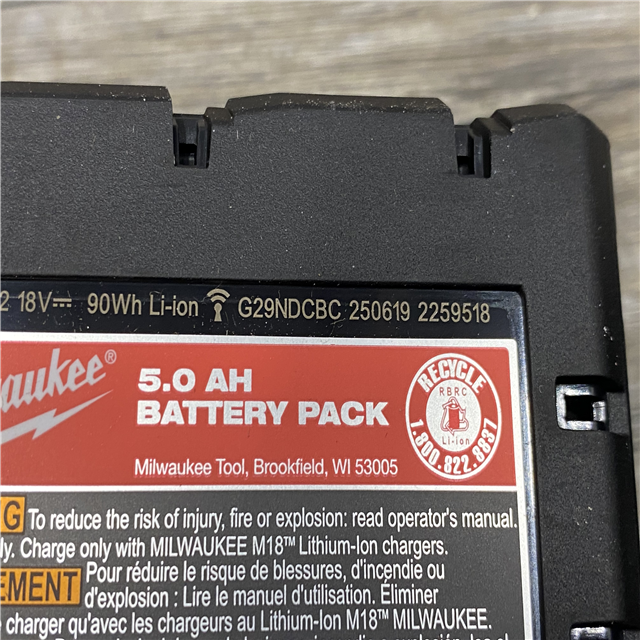 2 18V⎓ 90Wh Li-ion G29NDCBC 250619 2259518
aukee®
5.0 AH
BATTERY PACK
Milwaukee Tool, Brookfield, WI 53005
RECYCLE
RBRC
Li-ion
1.800.822.8837
G To reduce the risk of injury, fire or explosion: read operator's manual.
ly. Charge only with MILWAUKEE M18™ Lithium-Ion chargers.
EMENT Pour réduire le risque de blessures, d'incendie ou
d'explosion : Lire le manuel d'utilisation. Éliminer
e charger qu'avec les chargeurs au Lithium-Ion M18™ MILWAUKEE.